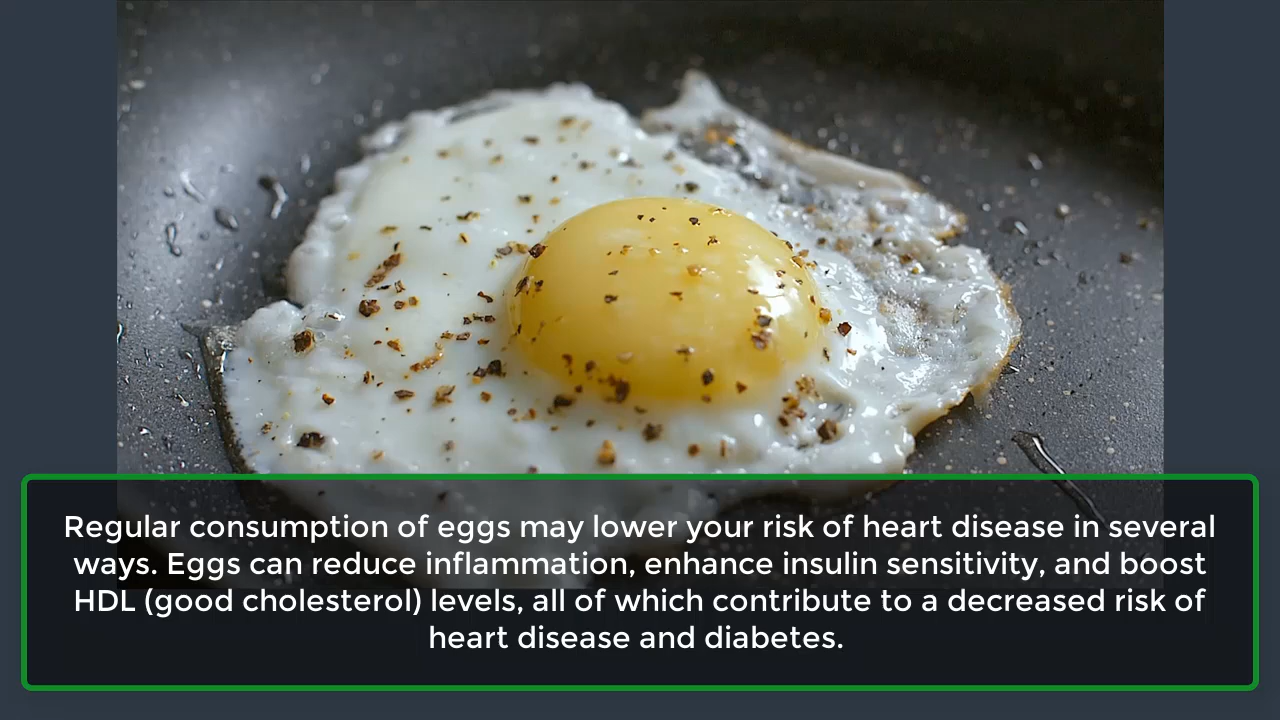 Regular consumption of eggs may lower your risk of heart disease in several
ways. Eggs can reduce inflammation, enhance insulin sensitivity, and boost
HDL (good cholesterol) levels, all of which contribute to a decreased risk of
heart disease and diabetes.